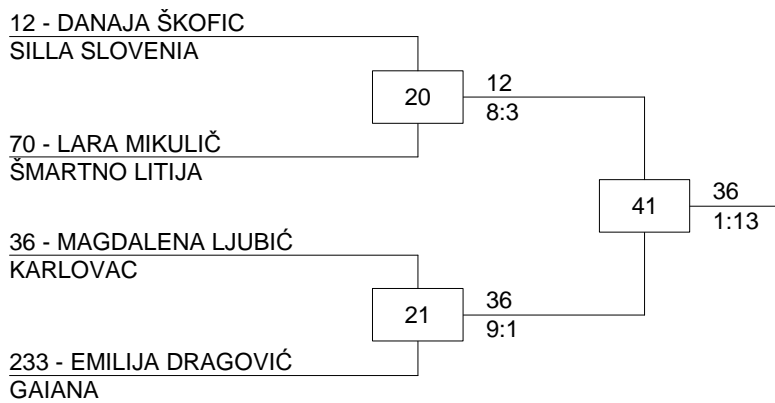 12 - DANAJA ŠKOFIC
SILLA SLOVENIA
20
12
8:3
70 - LARA MIKULIČ
ŠMARTNO LITIJA
41
36
1:13
36 - MAGDALENA LJUBIĆ
KARLOVAC
21
36
9:1
233 - EMILIJA DRAGOVIĆ
GAIANA